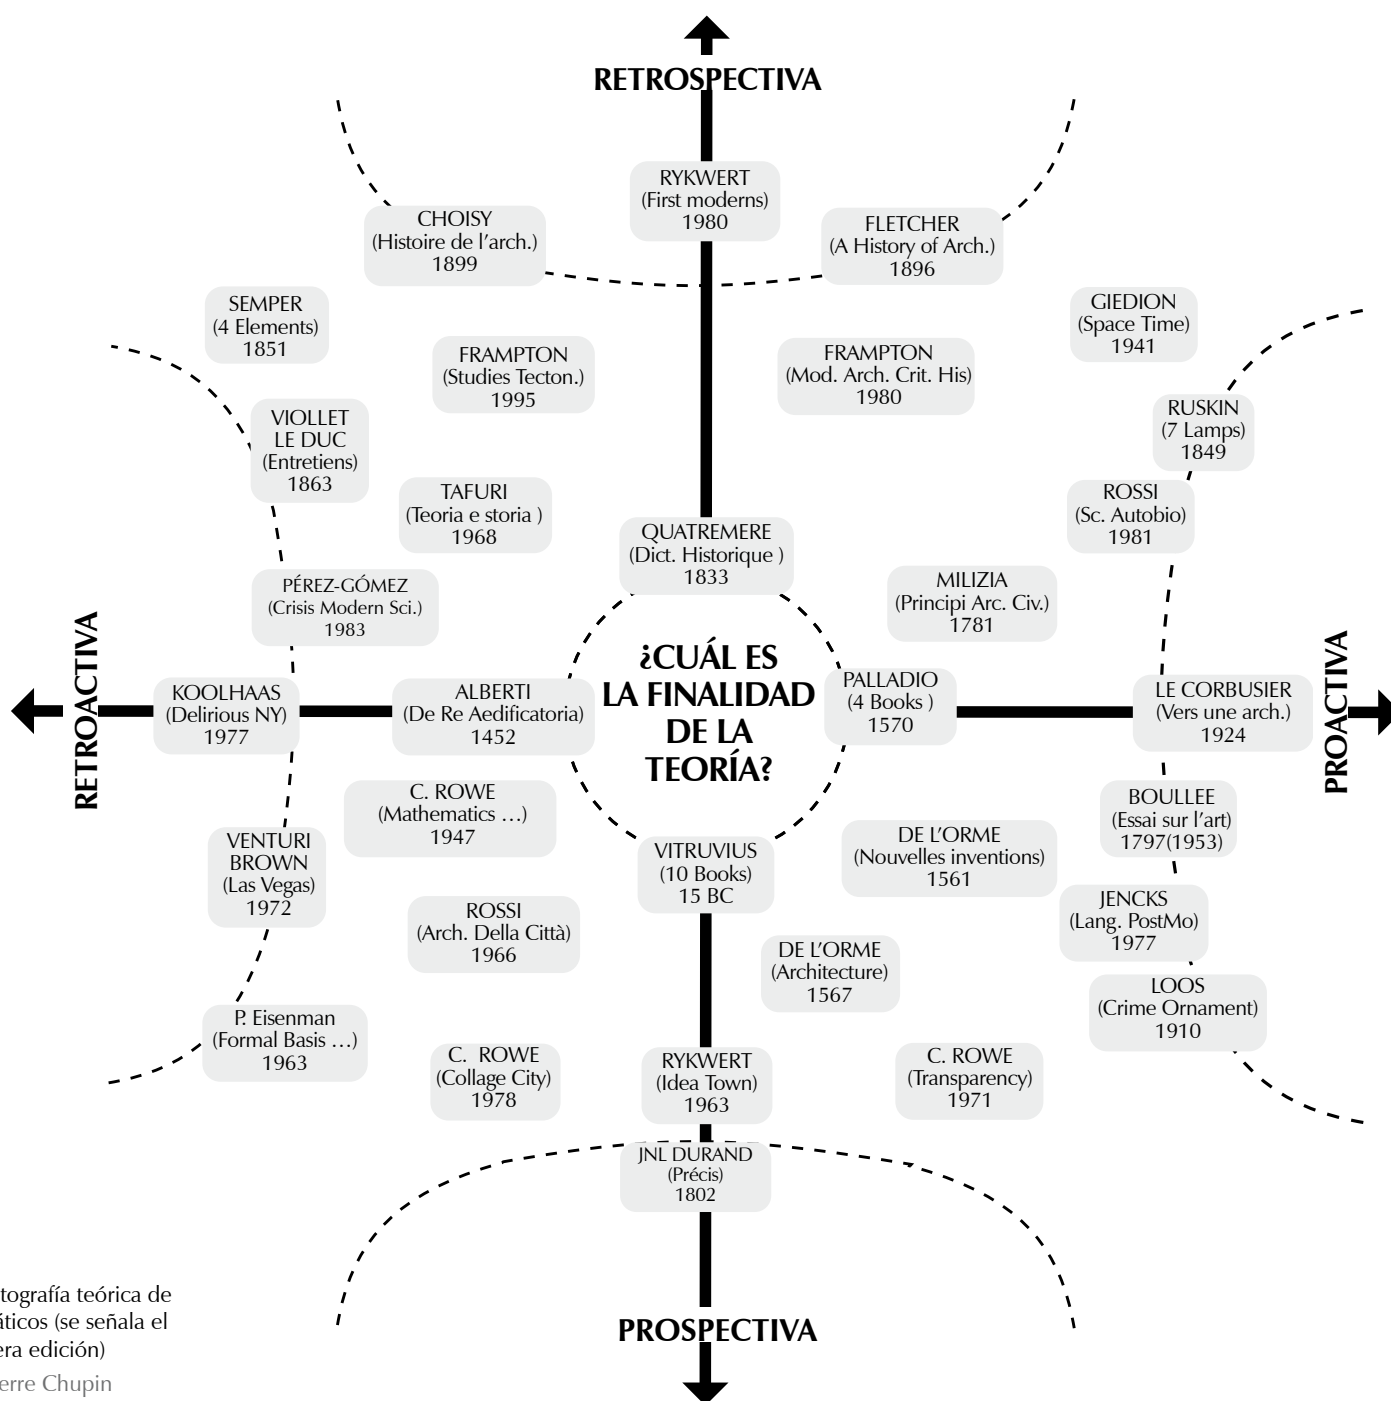 RETROSPECTIVA
RYKWERT
(First moderns)
1980
CHOISY
(Histoire de l'arch.)
1899
FLETCHER
(A History of Arch.)
1896
SEMPER
(4 Elements)
1851
GIEDION
(Space Time)
1941
FRAMPTON
(Studies Tecton.)
1995
FRAMPTON
(Mod. Arch. Crit. His)
1980
VIOLLET
LE DUC
(Entretiens)
1863
RUSKIN
(7 Lamps)
1849
TAFURI
(Teoria e storia )
1968
ROSSI
(Sc. Autobio)
1981
QUATREMERE
(Dict. Historique )
1833
PÉREZ-GÓMEZ
(Crisis Modern Sci.)
1983
MILIZIA
(Principi Arc. Civ.)
1781
RETROACTIVA
KOOLHAAS
(Delirious NY)
1977
ALBERTI
(De Re Aedificatoria)
1452
¿CUÁL ES
LA FINALIDAD
DE LA
TEORÍA?
PALLADIO
(4 Books )
1570
LE CORBUSIER
(Vers une arch.)
1924
PROACTIVA
C. ROWE
(Mathematics …)
1947
BOULLEE
(Essai sur l'art)
1797(1953)
VENTURI
BROWN
(Las Vegas)
1972
VITRUVIUS
(10 Books)
15 BC
DE L'ORME
(Nouvelles inventions)
1561
ROSSI
(Arch. Della Città)
1966
JENCKS
(Lang. PostMo)
1977
DE L'ORME
(Architecture)
1567
LOOS
(Crime Ornament)
1910
P. Eisenman
(Formal Basis …)
1963
C. ROWE
(Collage City)
1978
RYKWERT
(Idea Town)
1963
C. ROWE
(Transparency)
1971
JNL DURAND
(Précis)
1802
PROSPECTIVA
tografía teórica de
áticos (se señala el
era edición)
erre Chupin